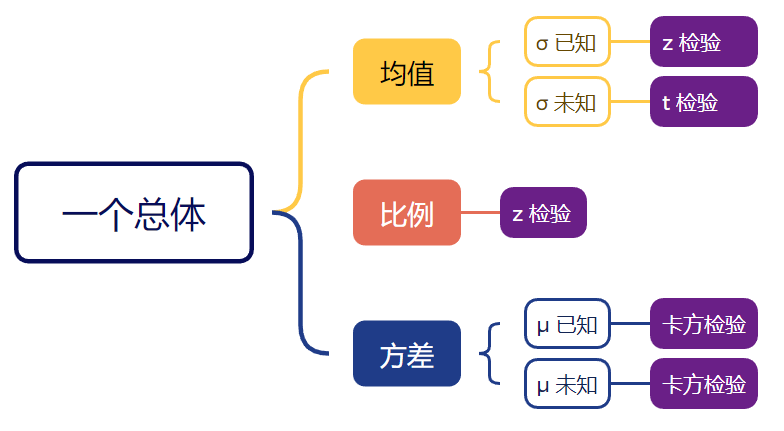 一个总体
均值
σ 已知
z 检验
σ 未知
t 检验
比例
z 检验
方差
μ 已知
卡方检验
μ 未知
卡方检验